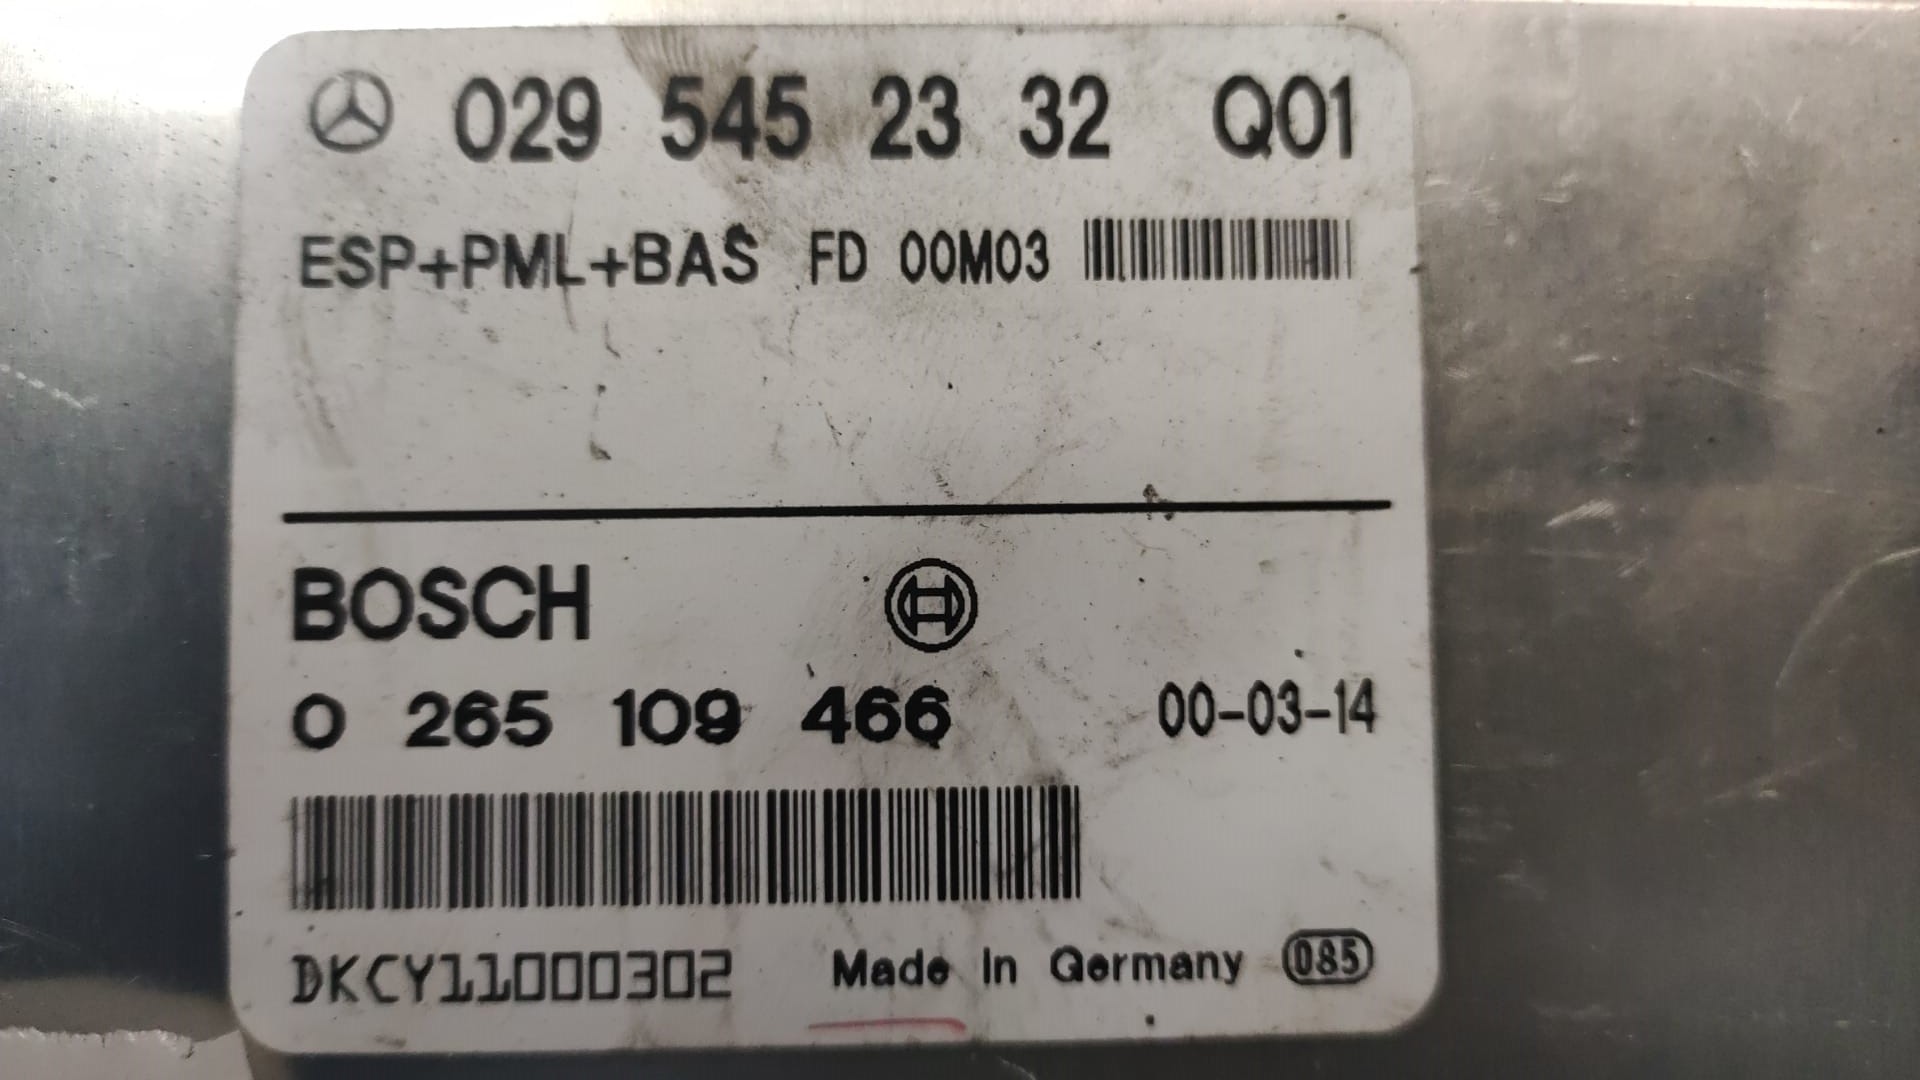 029 545 23 32 Q01
ESP+PML+BAS FD 00M03
BOSCH
0 265 109 466 00-03-14
DKCY11000302 Made In Germany 085